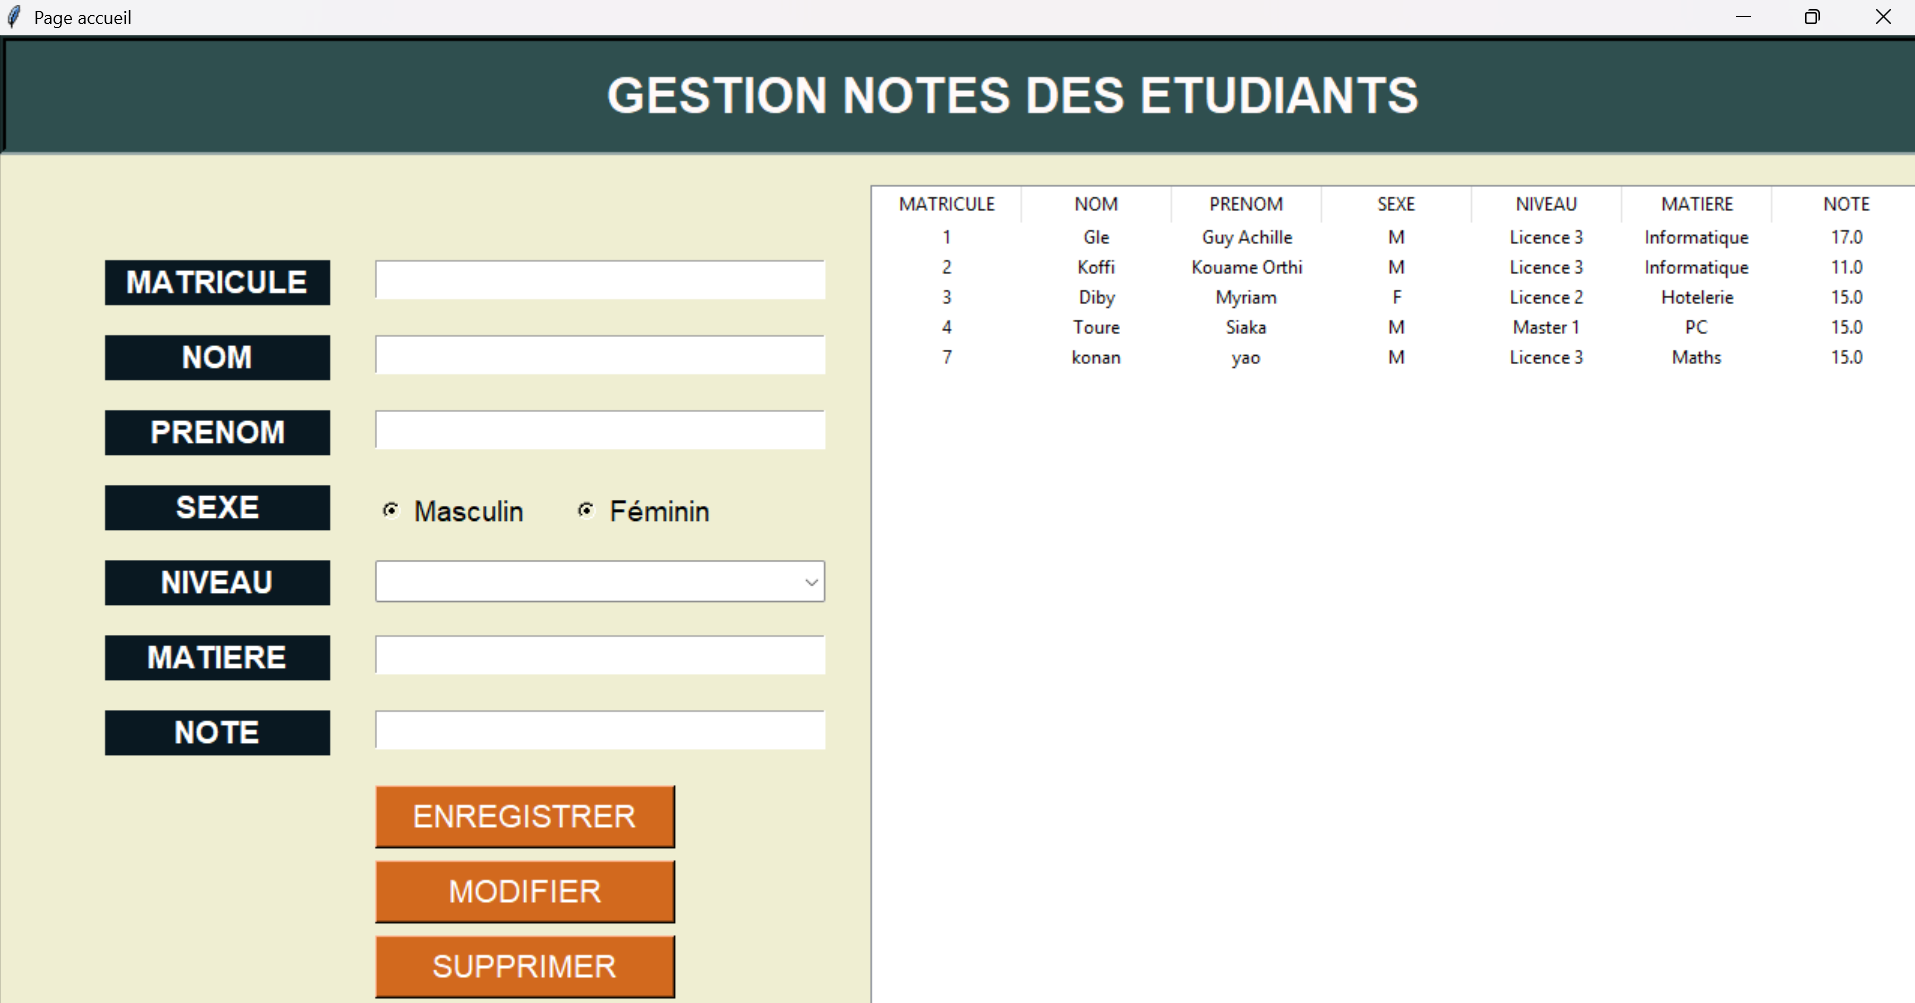 Page accueil
GESTION NOTES DES ETUDIANTS
MATRICULE
NOM
PRENOM
SEXE
Masculin Féminin
NIVEAU
MATIERE
NOTE
ENREGISTRER
MODIFIER
SUPPRIMER
MATRICULE NOM PRENOM SEXE NIVEAU MATIERE NOTE
1 Gle Guy Achille M Licence 3 Informatique 17.0
2 Koffi Kouame Orthi M Licence 3 Informatique 11.0
3 Diby Myriam F Licence 2 Hotelerie 15.0
4 Toure Siaka M Master 1 PC 15.0
7 konan yao M Licence 3 Maths 15.0